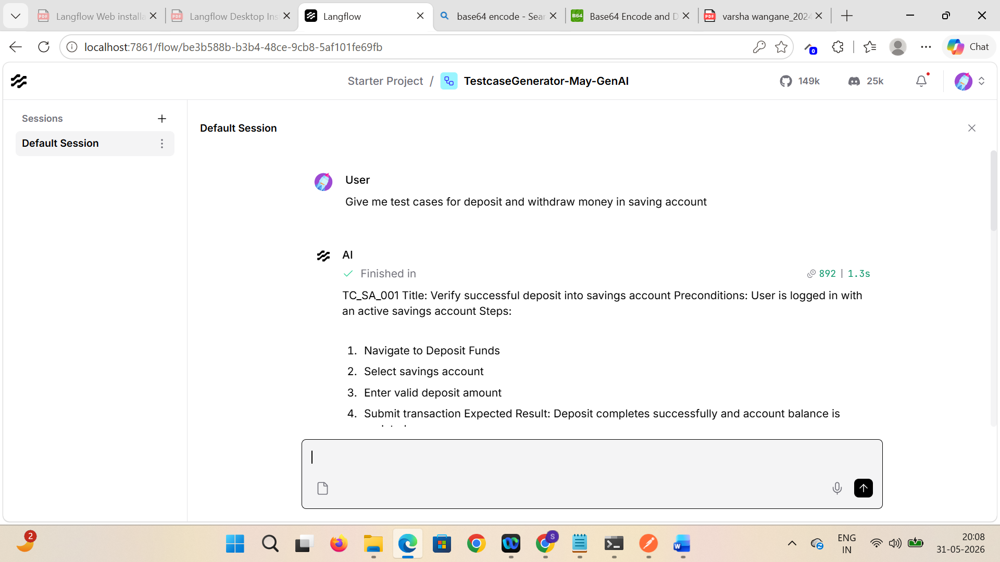 Langflow Web installa
Langflow Desktop Ins
Langflow
base64 encode - Sear
B64
Base64 Encode and D
varsha wangane_2024
localhost:7861/flow/be3b588b-b3b4-48ce-9cb8-5af101fe69fb
0
Chat
Starter Project / TestcaseGenerator-May-GenAI
149k
25k
Sessions
Default Session
Default Session
User
Give me test cases for deposit and withdraw money in saving account
AI
Finished in
892 | 1.3s
TC_SA_001 Title: Verify successful deposit into savings account Preconditions: User is logged in with
an active savings account Steps:
1. Navigate to Deposit Funds
2. Select savings account
3. Enter valid deposit amount
4. Submit transaction Expected Result: Deposit completes successfully and account balance is
2
S
ENG
IN
20:08
31-05-2026